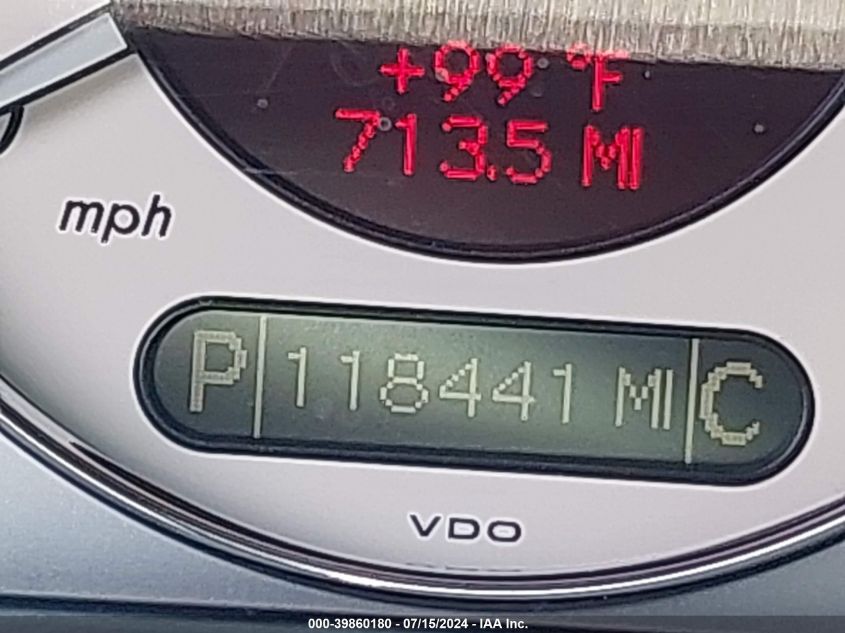 +99 °F
713.5 MI
mph
P 118441 MI C
VDO
000-39860180 - 07/15/2024 - IAA Inc.